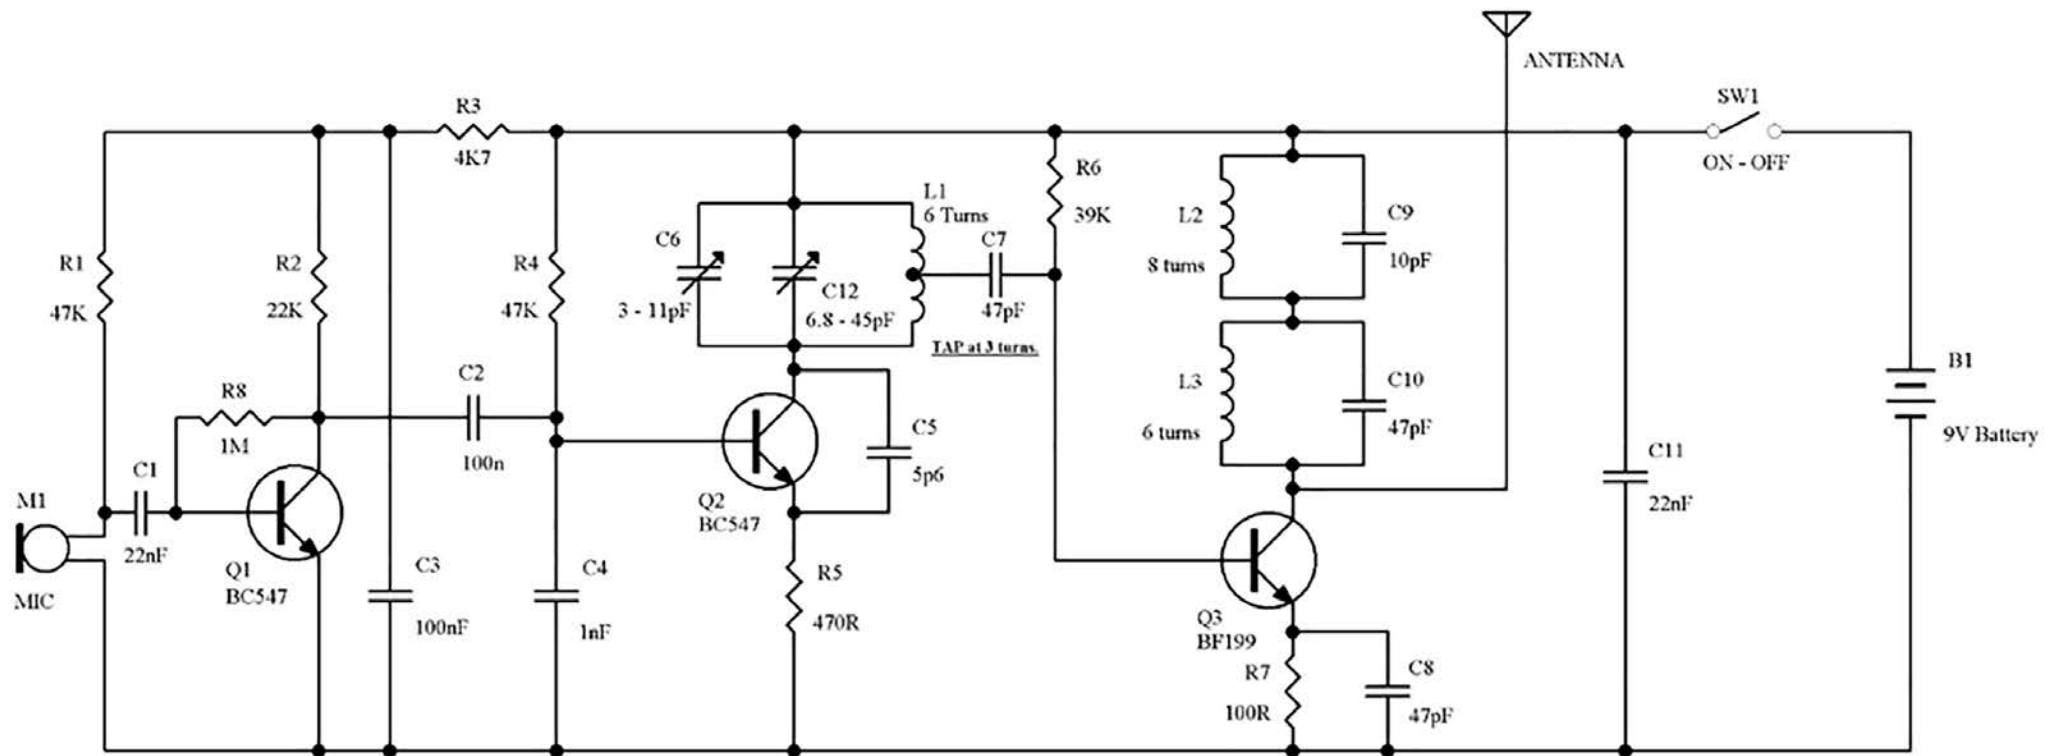 ANTENNA
SW1
ON - OFF
R3
4K7
R1
47K
R2
22K
R4
47K
C6
3 - 11pF
C12
6.8 - 45pF
L1
6 Turns
C7
47pF
TAP at 3 turns.
R6
39K
L2
8 turns
C9
10pF
L3
6 turns
C10
47pF
B1
9V Battery
R8
1M
C2
100n
C5
5p6
C11
22nF
M1
MIC
C1
22nF
Q1
BC547
Q2
BC547
C3
100nF
C4
1nF
R5
470R
Q3
BF199
R7
100R
C8
47pF